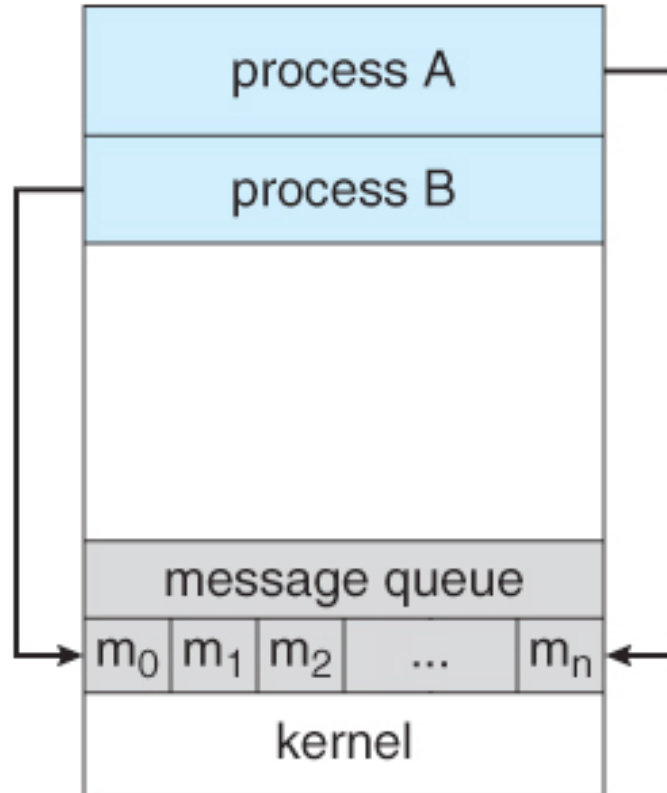 process A
process B
message queue
m₀ m₁ m₂ ... mₙ
kernel